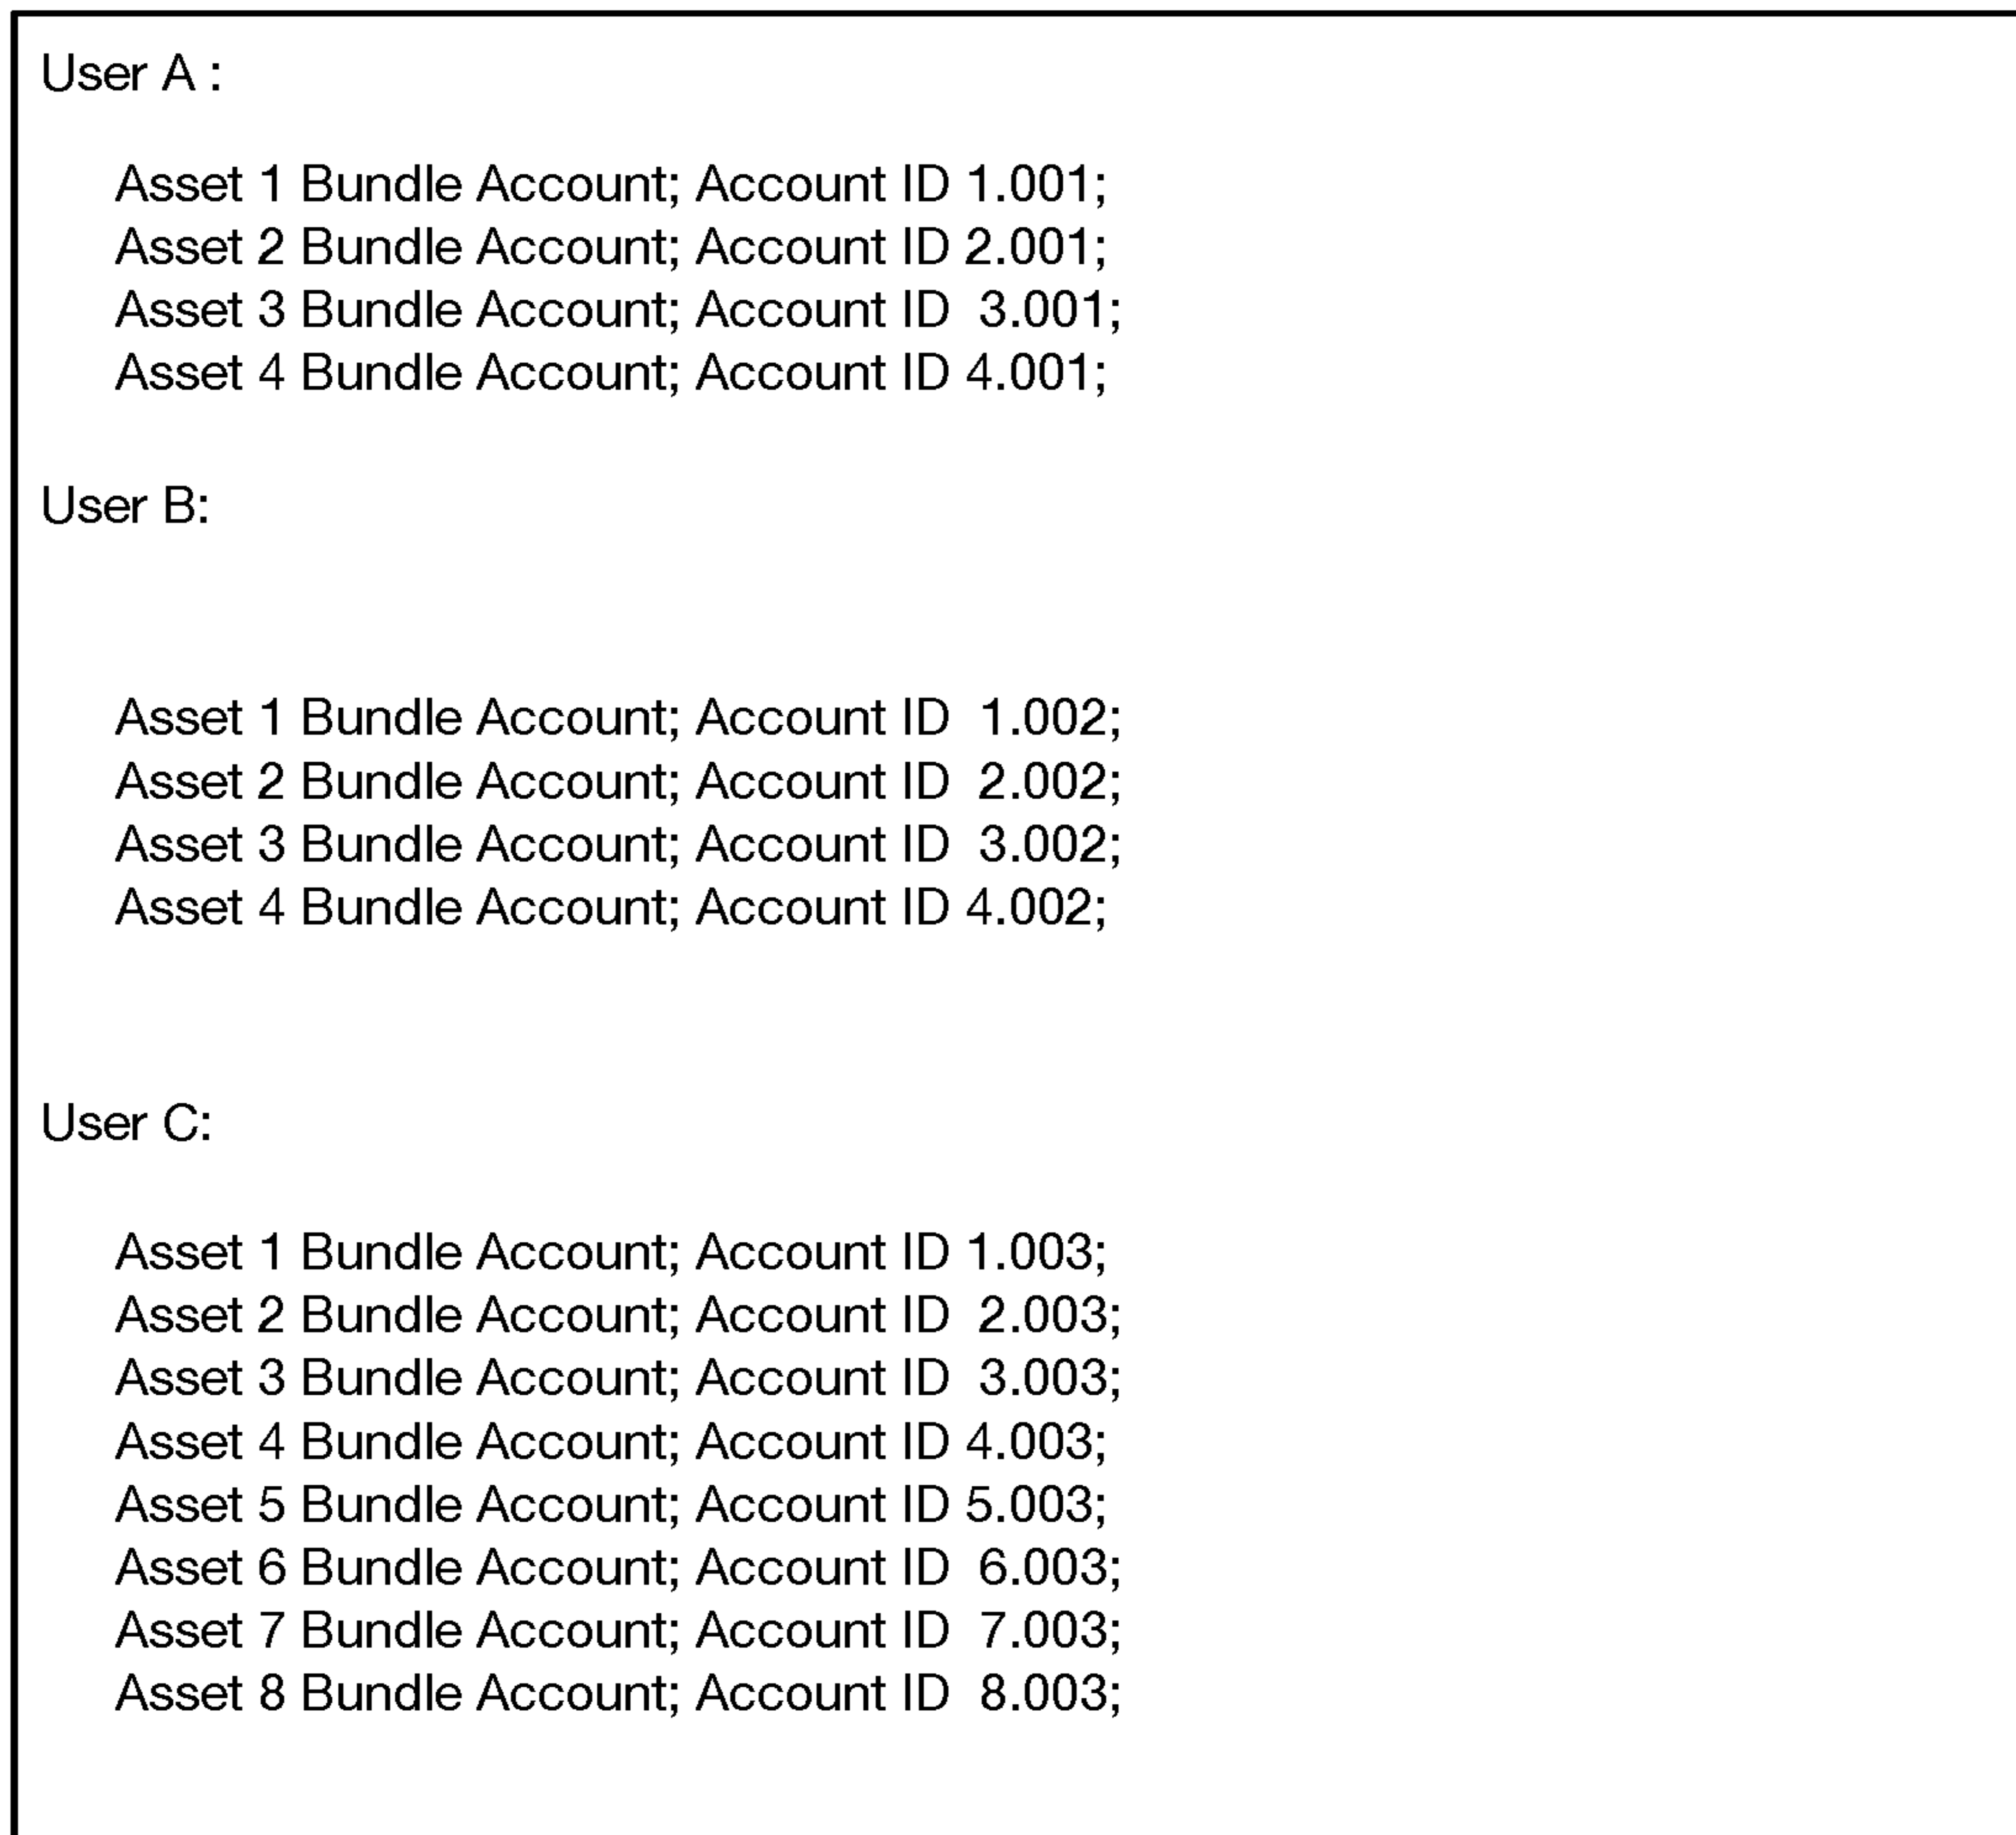 User A :
Asset 1 Bundle Account; Account ID 1.001;
Asset 2 Bundle Account; Account ID 2.001;
Asset 3 Bundle Account; Account ID  3.001;
Asset 4 Bundle Account; Account ID 4.001;
User B:
Asset 1 Bundle Account; Account ID  1.002;
Asset 2 Bundle Account; Account ID  2.002;
Asset 3 Bundle Account; Account ID  3.002;
Asset 4 Bundle Account; Account ID 4.002;
User C:
Asset 1 Bundle Account; Account ID 1.003;
Asset 2 Bundle Account; Account ID  2.003;
Asset 3 Bundle Account; Account ID  3.003;
Asset 4 Bundle Account; Account ID 4.003;
Asset 5 Bundle Account; Account ID 5.003;
Asset 6 Bundle Account; Account ID  6.003;
Asset 7 Bundle Account; Account ID  7.003;
Asset 8 Bundle Account; Account ID  8.003;